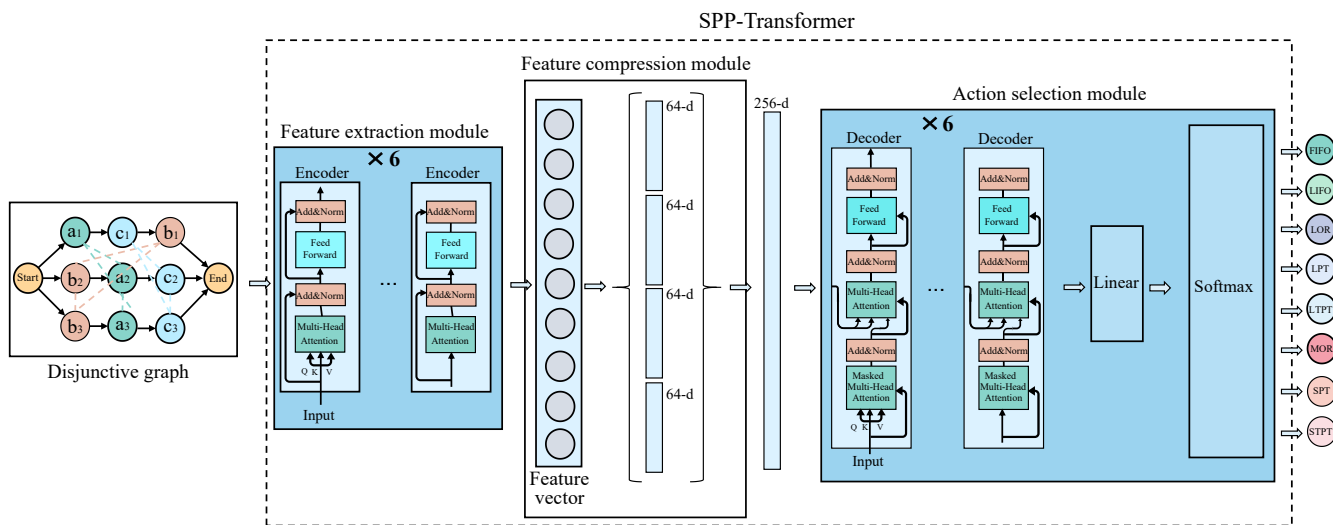 SPP-Transformer
Feature compression module
64-d
64-d
64-d
64-d
Feature
vector
256-d
Feature extraction module
× 6
Encoder
Add&Norm
Feed
Forward
Add&Norm
Multi-Head
Attention
Q K V
Input
...
Encoder
Add&Norm
Feed
Forward
Add&Norm
Multi-Head
Attention
Start
a1
c1
b1
b2
a2
c2
b3
a3
c3
End
Disjunctive graph
Action selection module
× 6
Decoder
Add&Norm
Feed
Forward
Add&Norm
Multi-Head
Attention
Add&Norm
Masked
Multi-Head
Attention
Q K V
Input
...
Decoder
Add&Norm
Feed
Forward
Add&Norm
Multi-Head
Attention
Add&Norm
Masked
Multi-Head
Attention
Linear
Softmax
FIFO
LIFO
LOR
LPT
LTPT
MOR
SPT
STPT